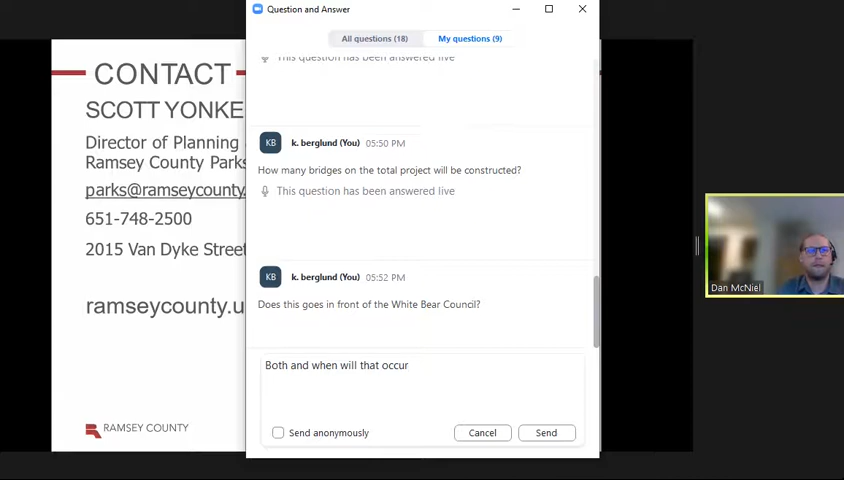 Question and Answer
All questions (18)
My questions (9)
This question has been answered live
KB
k. berglund (You)
05:50 PM
How many bridges on the total project will be constructed?
This question has been answered live
KB
k. berglund (You)
05:52 PM
Does this goes in front of the White Bear Council?
Both and when will that occur
Send anonymously
Cancel
Send
CONTACT
SCOTT YONKE
Director of Planning
Ramsey County Parks
parks@ramseycounty.
651-748-2500
2015 Van Dyke Street
ramseycounty.u
RAMSEY COUNTY
Dan McNiel